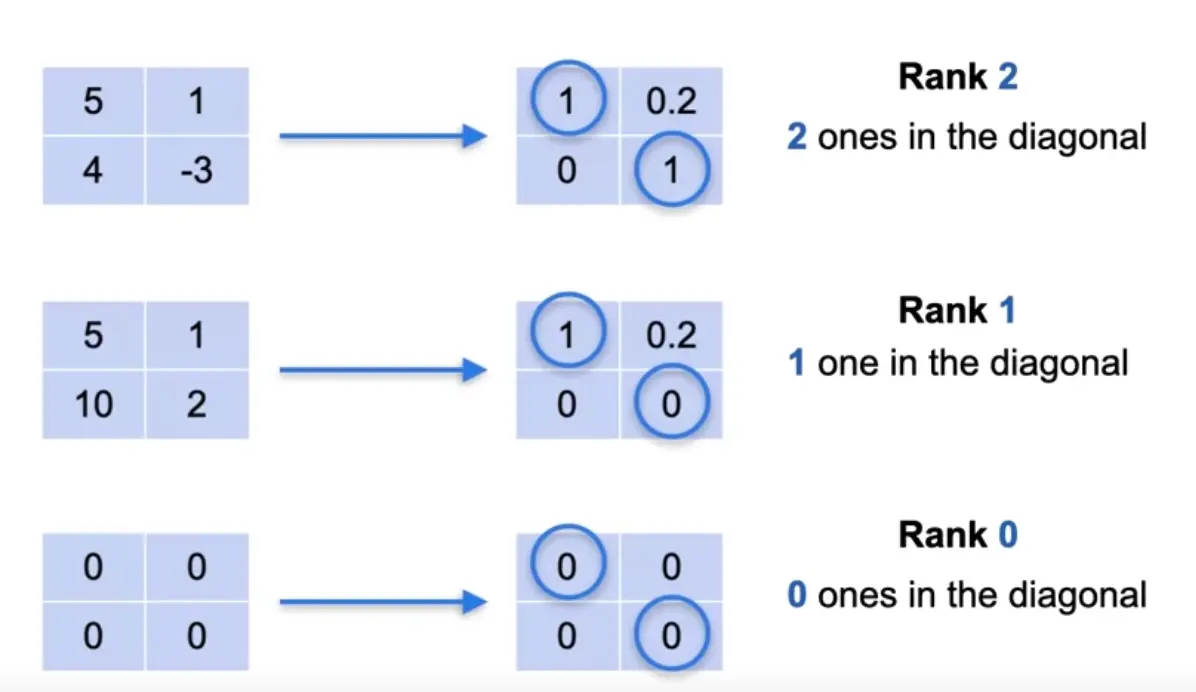 5 1 1 0.2 Rank 2
2 ones in the diagonal
4 -3 0 1
5 1 1 0.2 Rank 1
1 one in the diagonal
10 2 0 0
0 0 0 0 Rank 0
0 ones in the diagonal
0 0 0 0